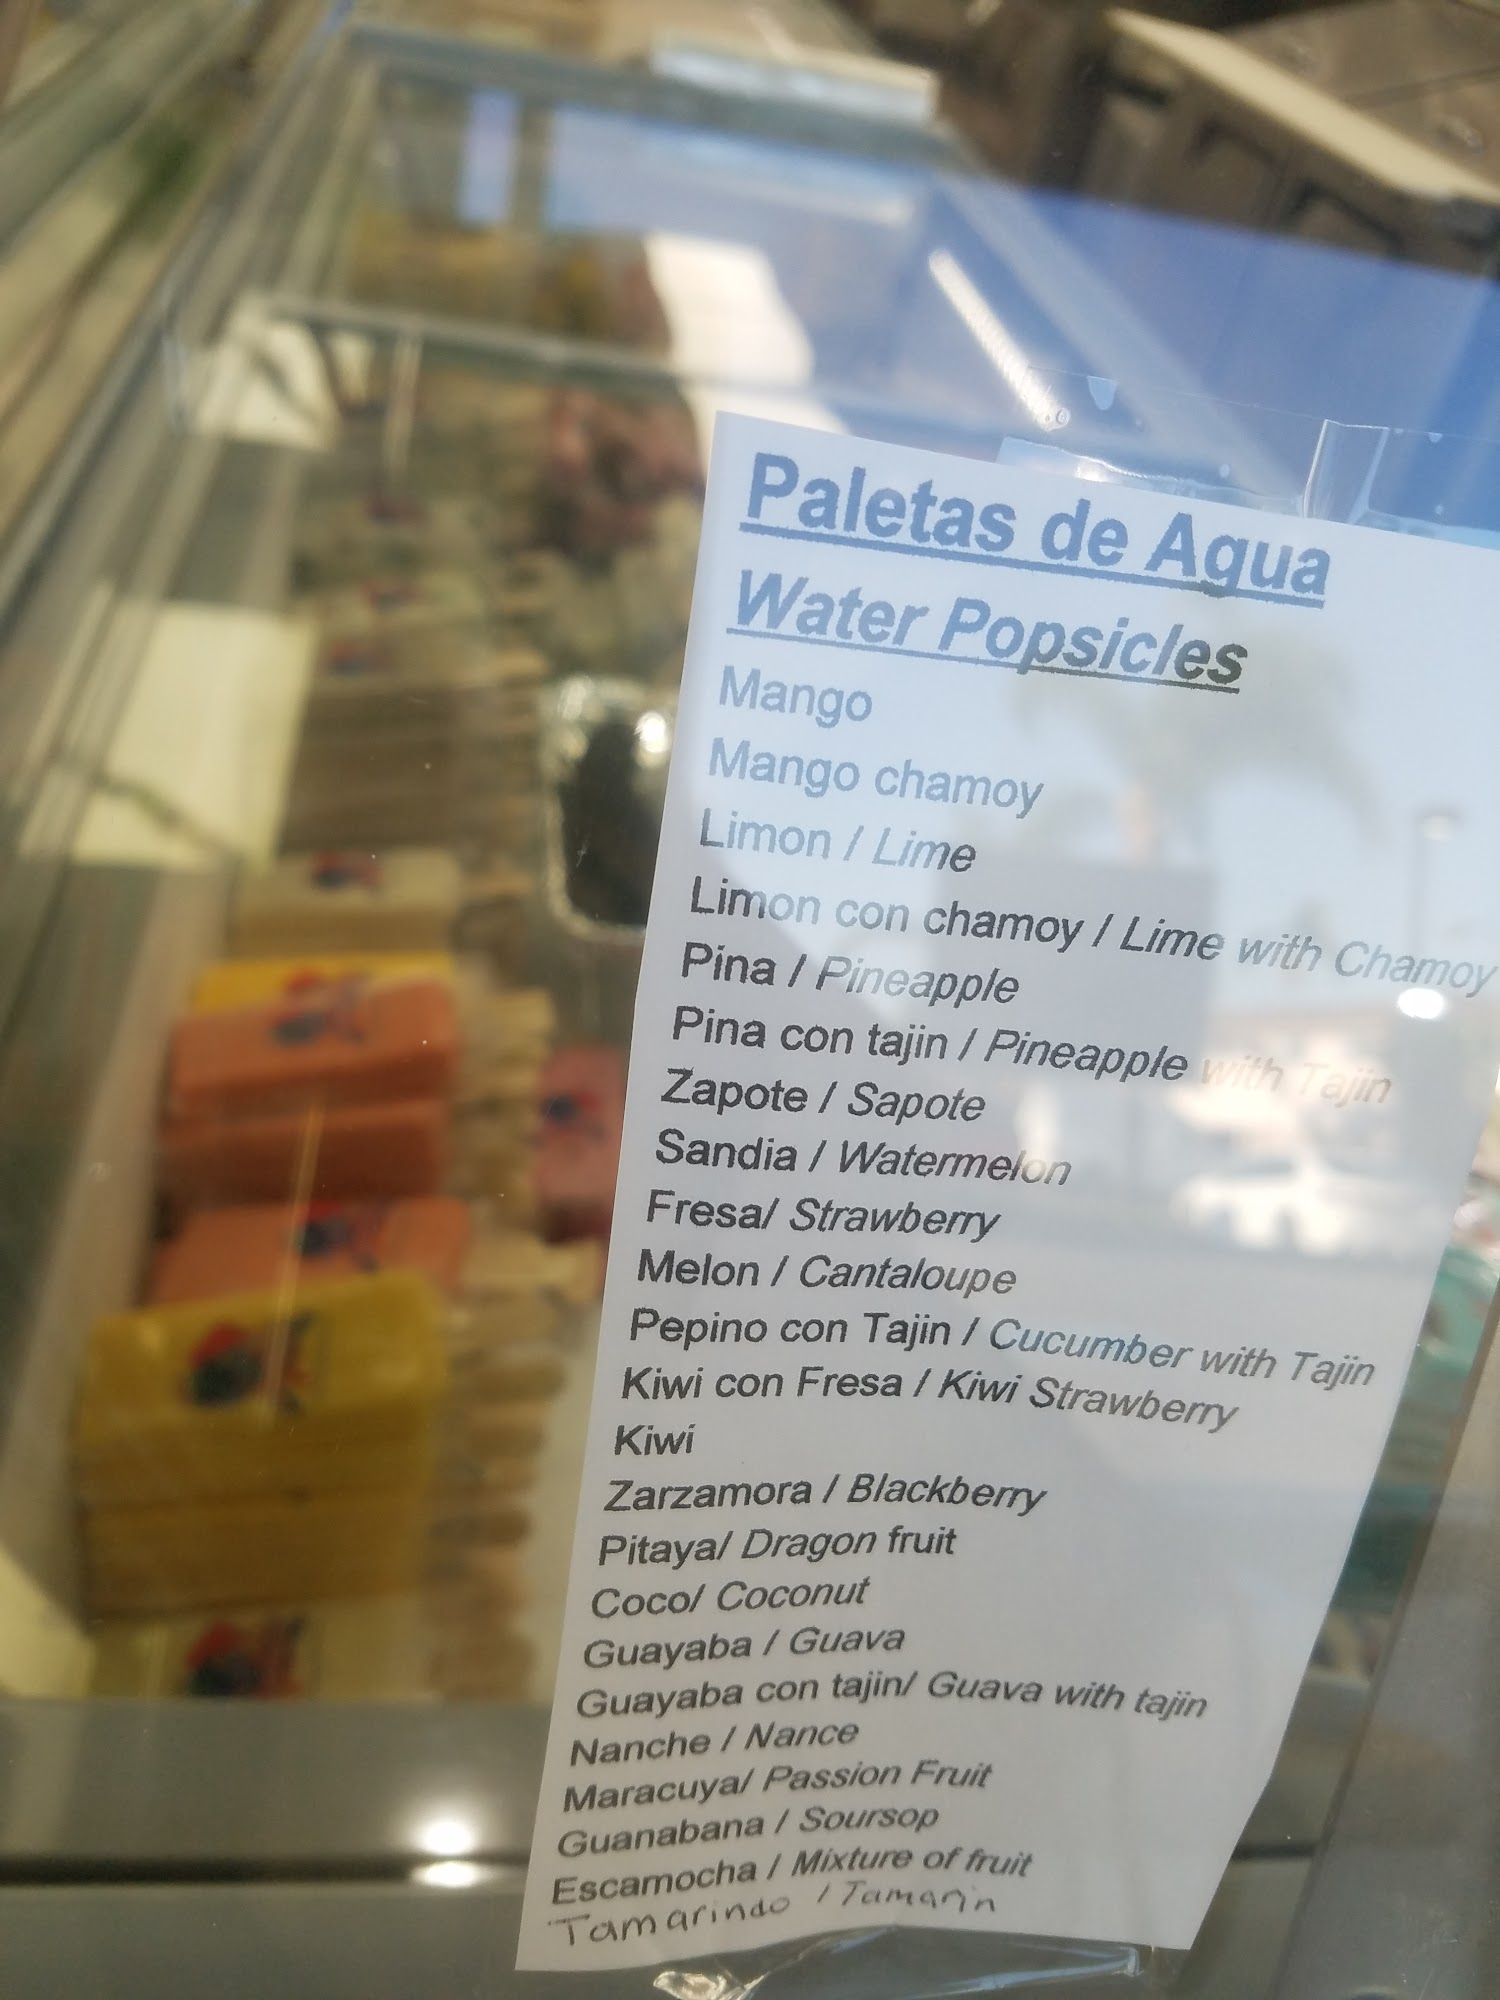 Paletas de Agua
Water Popsicles
Mango
Mango chamoy
Limon / Lime
Limon con chamoy / Lime with Chamoy
Pina / Pineapple
Pina con tajin / Pineapple with Tajin
Zapote / Sapote
Sandia / Watermelon
Fresa/ Strawberry
Melon / Cantaloupe
Pepino con Tajin / Cucumber with Tajin
Kiwi con Fresa / Kiwi Strawberry
Kiwi
Zarzamora / Blackberry
Pitaya/ Dragon fruit
Coco/ Coconut
Guayaba / Guava
Guayaba con tajin/ Guava with tajin
Nanche / Nance
Maracuya/ Passion Fruit
Guanabana / Soursop
Escamocha / Mixture of fruit
Tamarindo / Tamarin